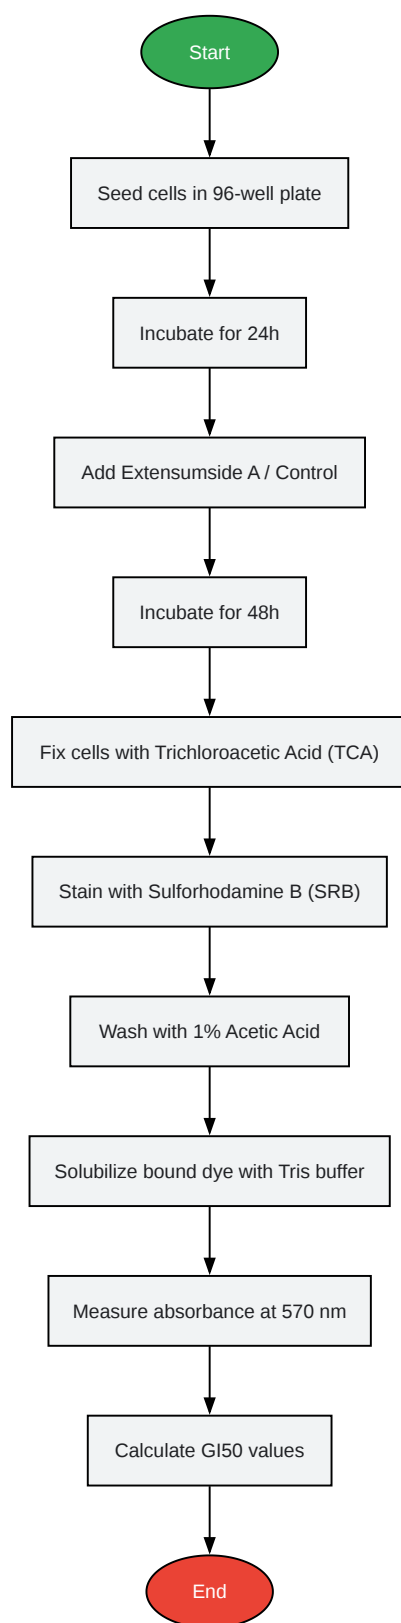 Start
Seed cells in 96-well plate
Incubate for 24h
Add Extensumside A / Control
Incubate for 48h
Fix cells with Trichloroacetic Acid (TCA)
Stain with Sulforhodamine B (SRB)
Wash with 1% Acetic Acid
Solubilize bound dye with Tris buffer
Measure absorbance at 570 nm
Calculate GI50 values
End